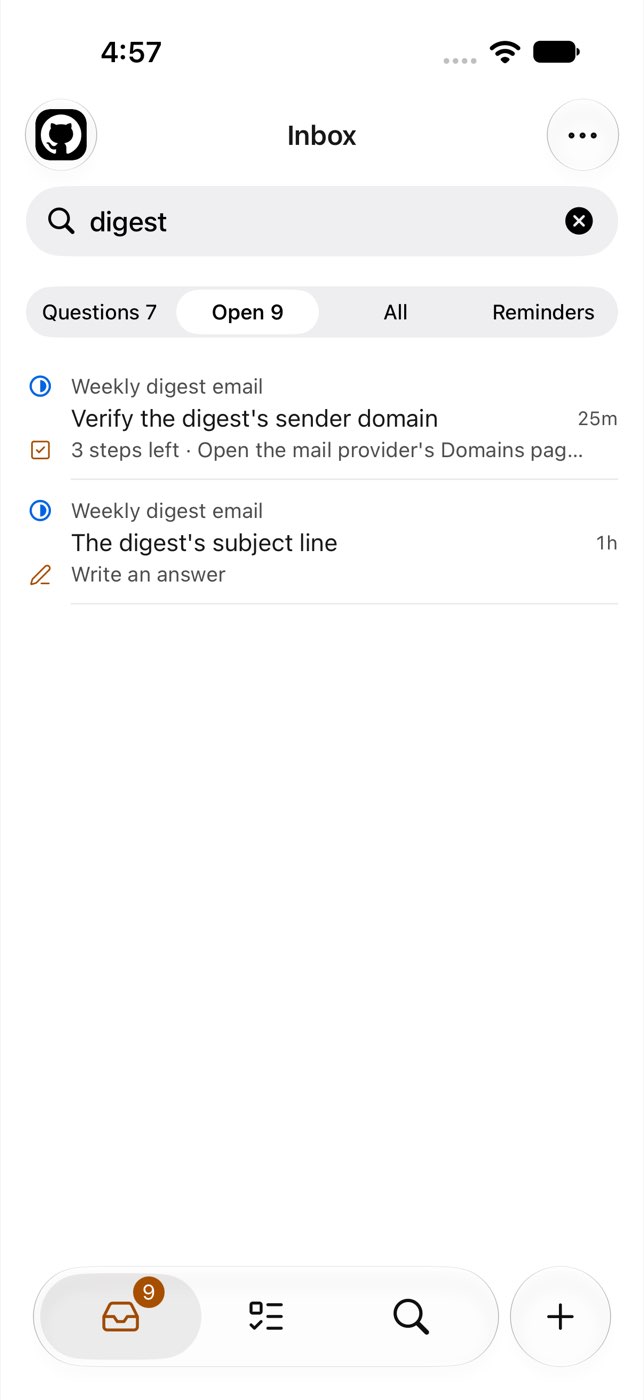 4:57
Inbox
digest
Questions 7 Open 9 All Reminders
Weekly digest email
Verify the digest's sender domain 25m
3 steps left · Open the mail provider's Domains pag...
Weekly digest email
The digest's subject line 1h
Write an answer
9